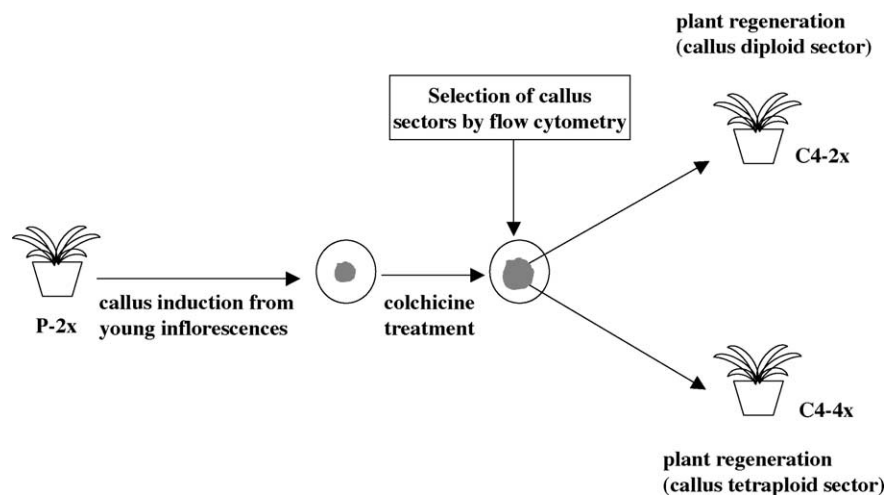 plant regeneration
(callus diploid sector)
Selection of callus
sectors by flow cytometry
C4-2x
callus induction from
young inflorescences
colchicine
treatment
P-2x
C4-4x
plant regeneration
(callus tetraploid sector)